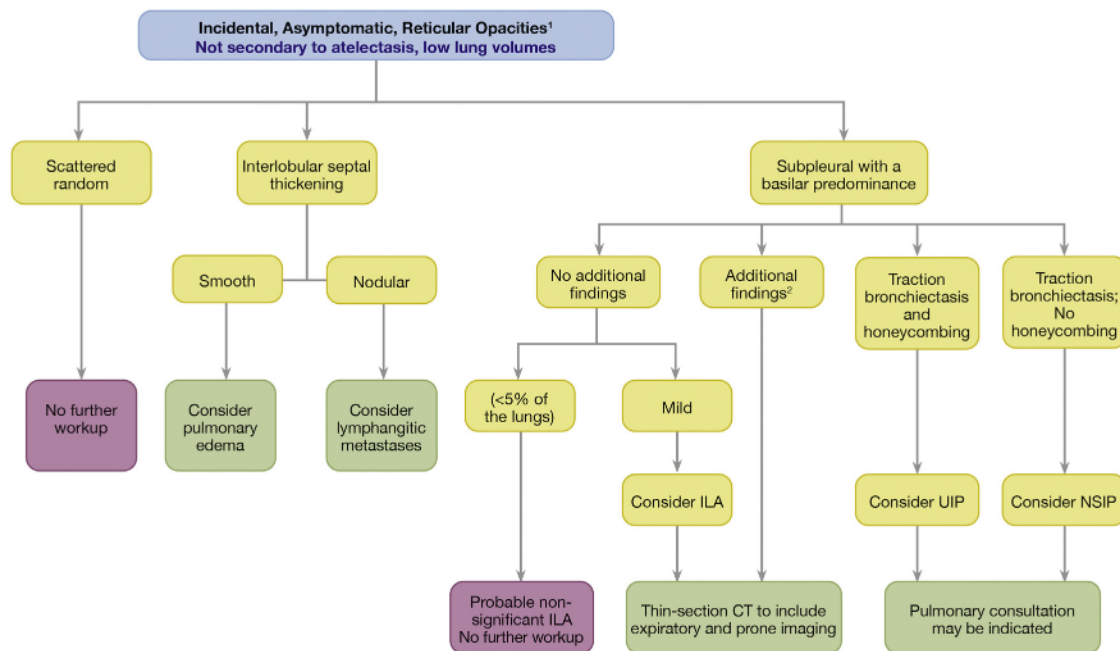 Incidental, Asymptomatic, Reticular Opacities¹
Not secondary to atelectasis, low lung volumes
Scattered
random
Interlobular septal
thickening
Subpleural with a
basilar predominance
Smooth
Nodular
No additional
findings
Additional
findings²
Traction
bronchiectasis
and
honeycombing
Traction
bronchiectasis;
No
honeycombing
No further
workup
Consider
pulmonary
edema
Consider
lymphangitic
metastases
(<5% of
the lungs)
Mild
Consider ILA
Consider UIP
Consider NSIP
Probable non-
significant ILA
No further workup
Thin-section CT to include
expiratory and prone imaging
Pulmonary consultation
may be indicated